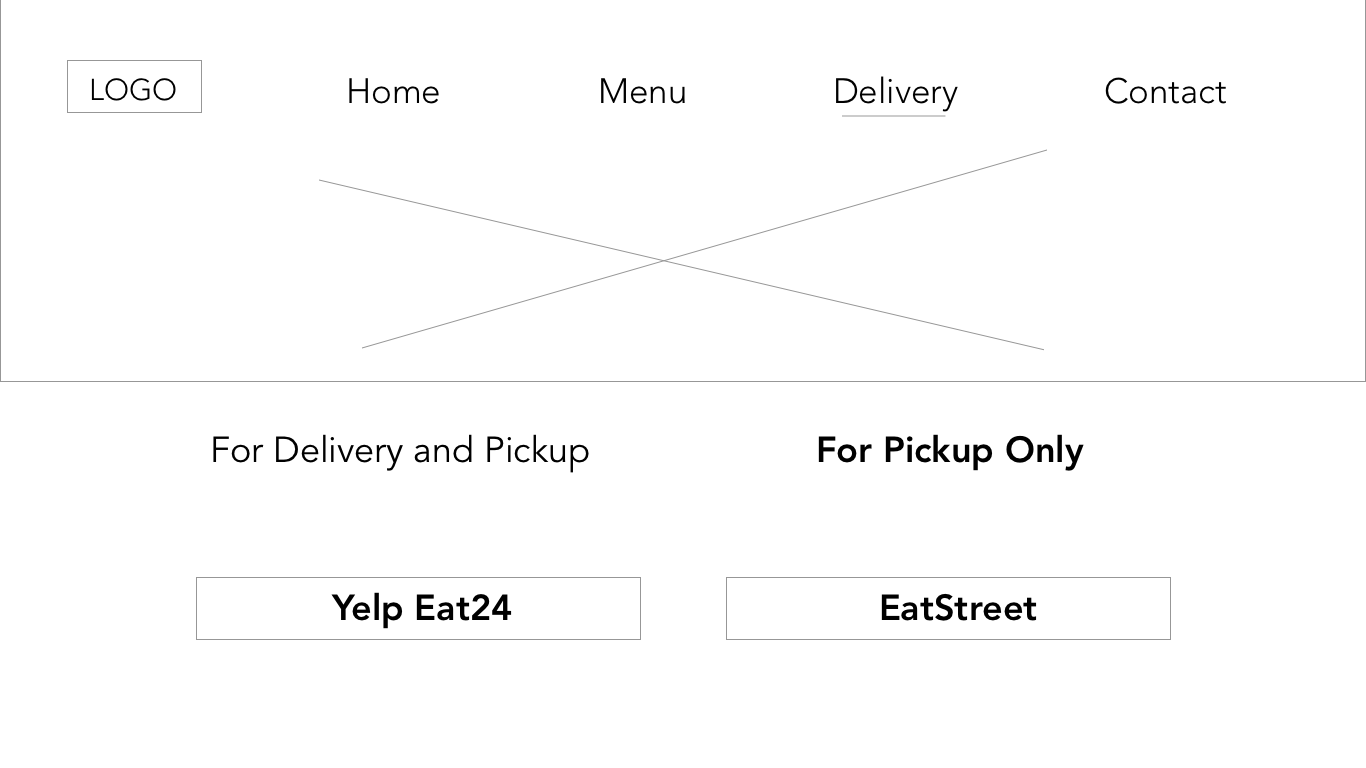 LOGO Home Menu Delivery Contact
For Delivery and Pickup For Pickup Only
Yelp Eat24 EatStreet